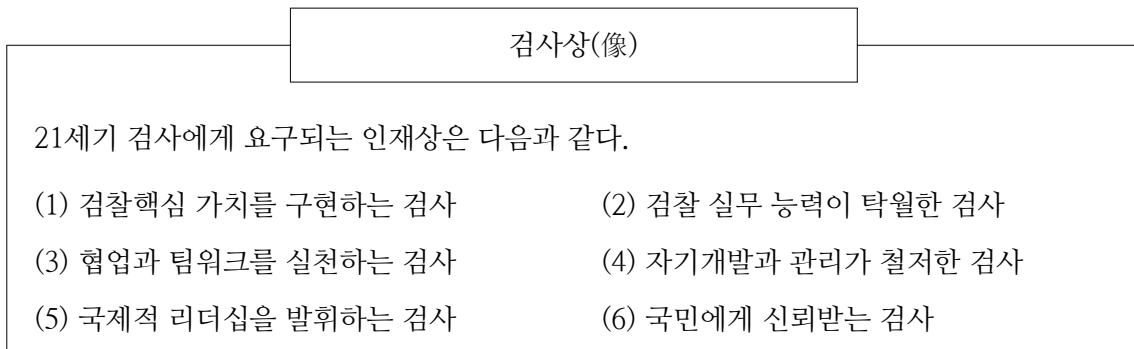 검사상(像)
21세기 검사에게 요구되는 인재상은 다음과 같다.
(1) 검찰핵심 가치를 구현하는 검사 (2) 검찰 실무 능력이 탁월한 검사
(3) 협업과 팀워크를 실천하는 검사 (4) 자기개발과 관리가 철저한 검사
(5) 국제적 리더십을 발휘하는 검사 (6) 국민에게 신뢰받는 검사